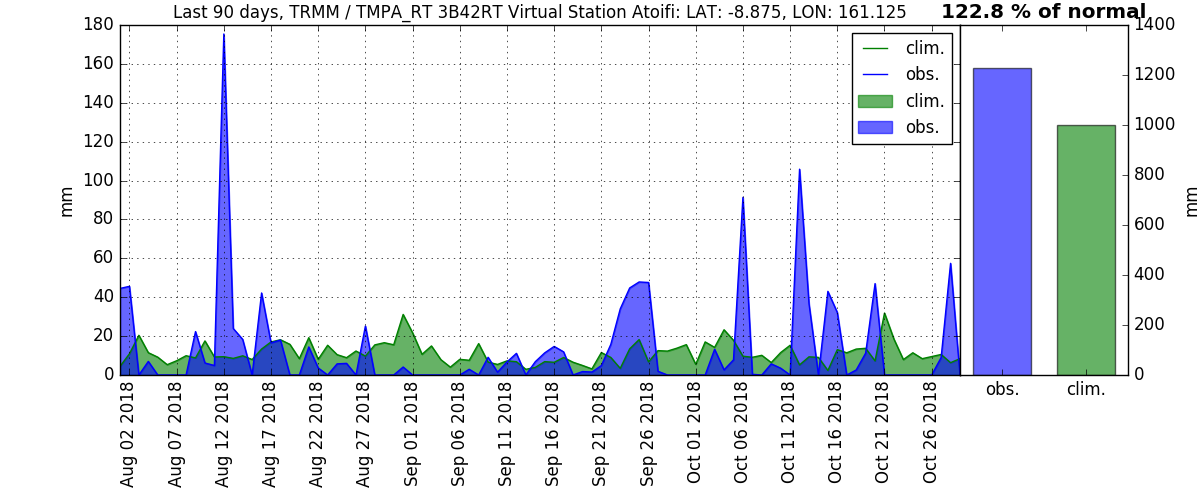 Last 90 days, TRMM / TMPA_RT 3B42RT Virtual Station Atoifi: LAT: -8.875, LON: 161.125
122.8 % of normal
180
160
140
120
100
80
60
40
20
0
mm
clim.
obs.
clim.
obs.
Aug 02 2018
Aug 07 2018
Aug 12 2018
Aug 17 2018
Aug 22 2018
Aug 27 2018
Sep 01 2018
Sep 06 2018
Sep 11 2018
Sep 16 2018
Sep 21 2018
Sep 26 2018
Oct 01 2018
Oct 06 2018
Oct 11 2018
Oct 16 2018
Oct 21 2018
Oct 26 2018
1400
1200
1000
800
600
400
200
0
mm
obs.
clim.